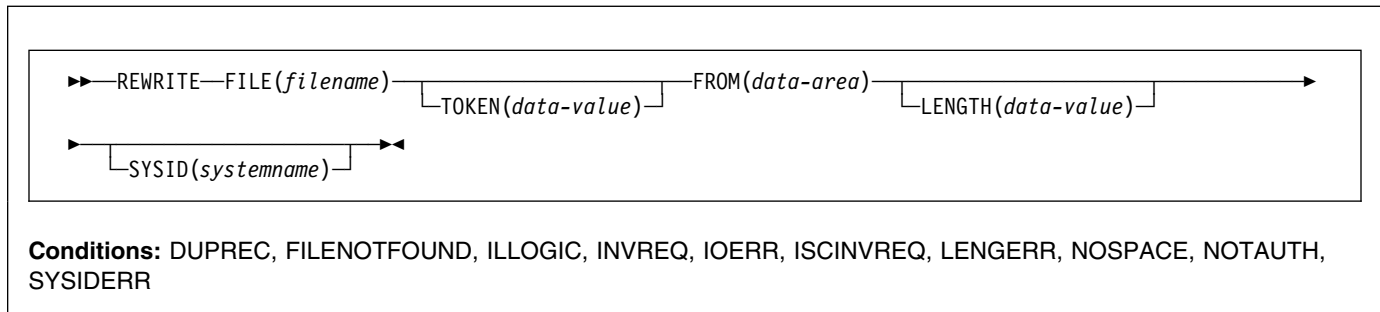 ►►──REWRITE──FILE(filename)──┬───────────────────┬──FROM(data-area)──┬────────────────────┬──►
└─TOKEN(data-value)─┘ └─LENGTH(data-value)─┘
►──┬───────────────────┬──►◄
└─SYSID(systemname)─┘
Conditions: DUPREC, FILENOTFOUND, ILLOGIC, INVREQ, IOERR, ISCINVREQ, LENGERR, NOSPACE, NOTAUTH,
SYSIDERR